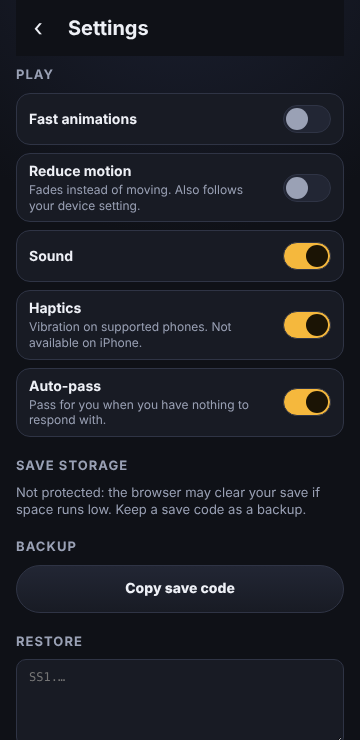 ‹ Settings
PLAY
Fast animations
Reduce motion
Fades instead of moving. Also follows
your device setting.
Sound
Haptics
Vibration on supported phones. Not
available on iPhone.
Auto-pass
Pass for you when you have nothing to
respond with.
SAVE STORAGE
Not protected: the browser may clear your save if
space runs low. Keep a save code as a backup.
BACKUP
Copy save code
RESTORE
SS1.…